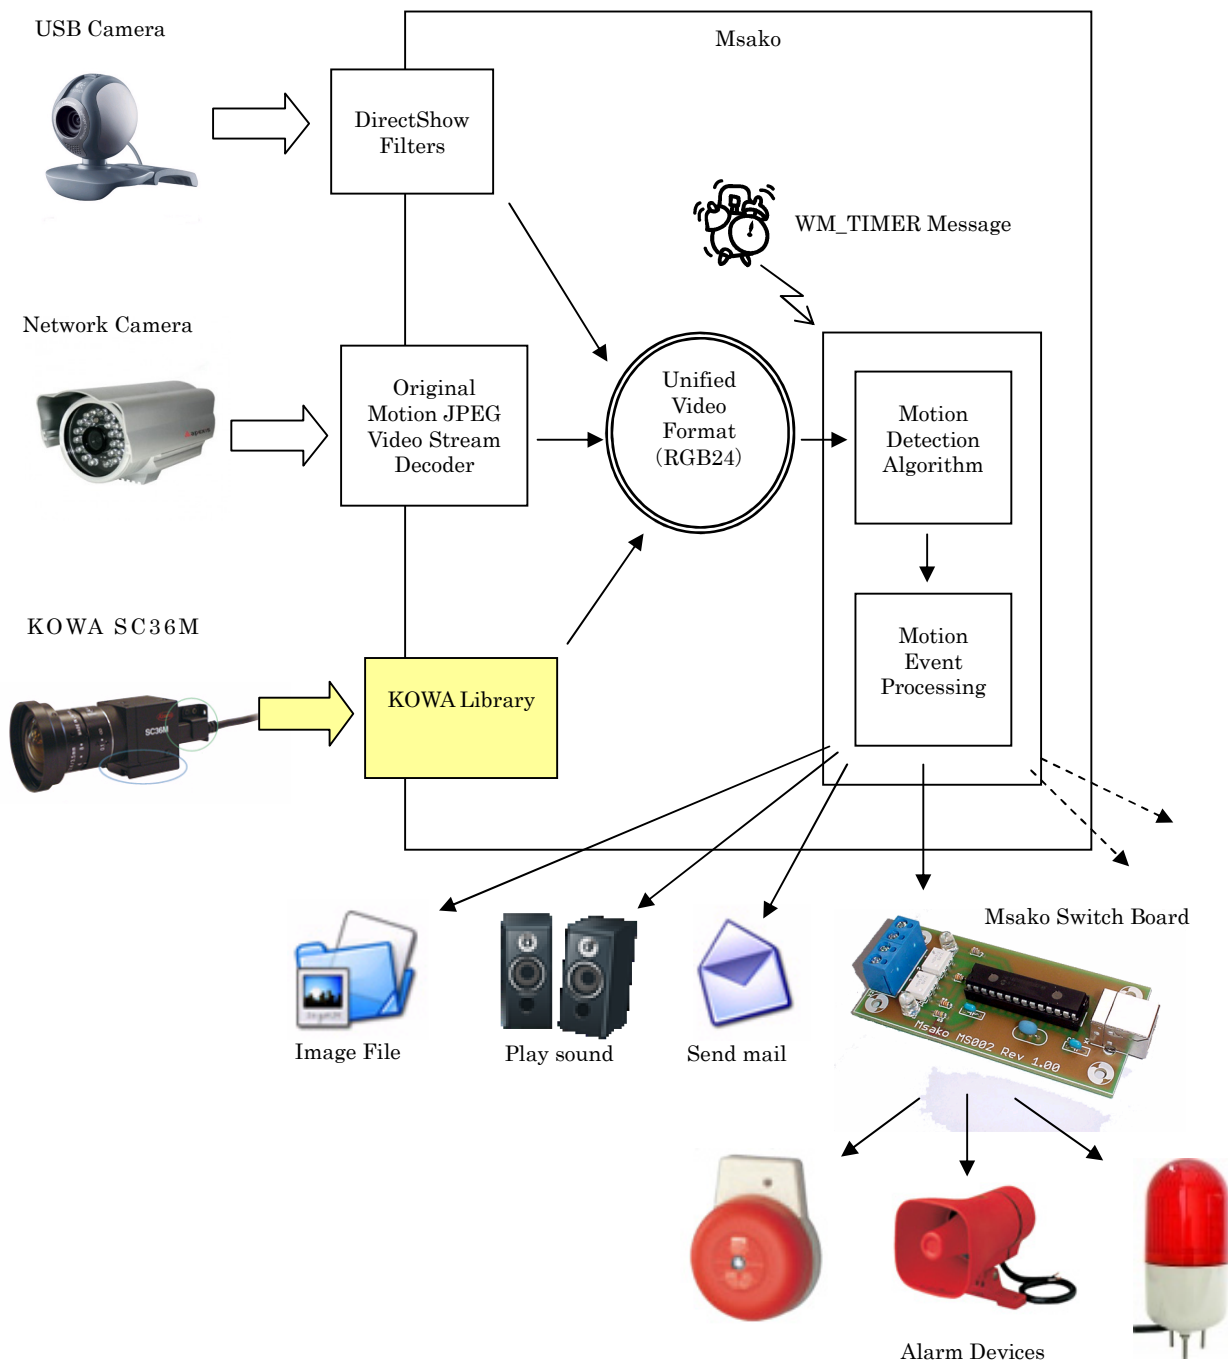 USB Camera
Msako
DirectShow
Filters
WM_TIMER Message
Network Camera
Original
Motion JPEG
Video Stream
Decoder
Unified
Video
Format
(RGB24)
Motion
Detection
Algorithm
KOWA SC36M
KOWA Library
Motion
Event
Processing
SC36M
Msako Switch Board
Msako MS002 Rev 1.00
Image File
Play sound
Send mail
Alarm Devices